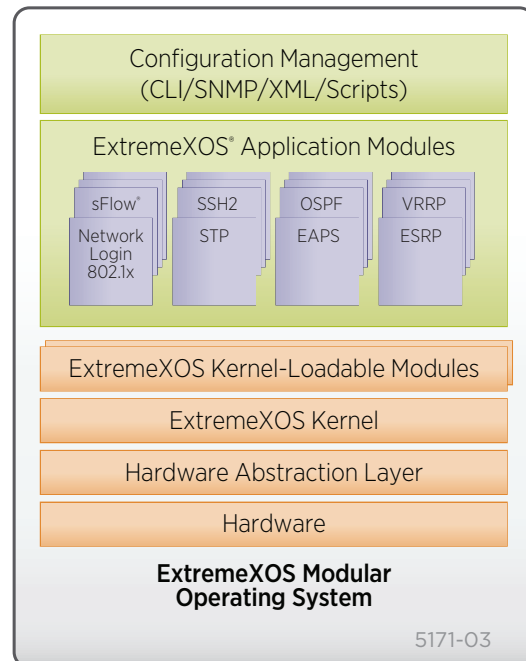 Configuration Management
(CLI/SNMP/XML/Scripts)
ExtremeXOS® Application Modules
sFlow®
SSH2
OSPF
VRRP
Network
Login
802.1x
STP
EAPS
ESRP
ExtremeXOS Kernel-Loadable Modules
ExtremeXOS Kernel
Hardware Abstraction Layer
Hardware
ExtremeXOS Modular
Operating System
5171-03